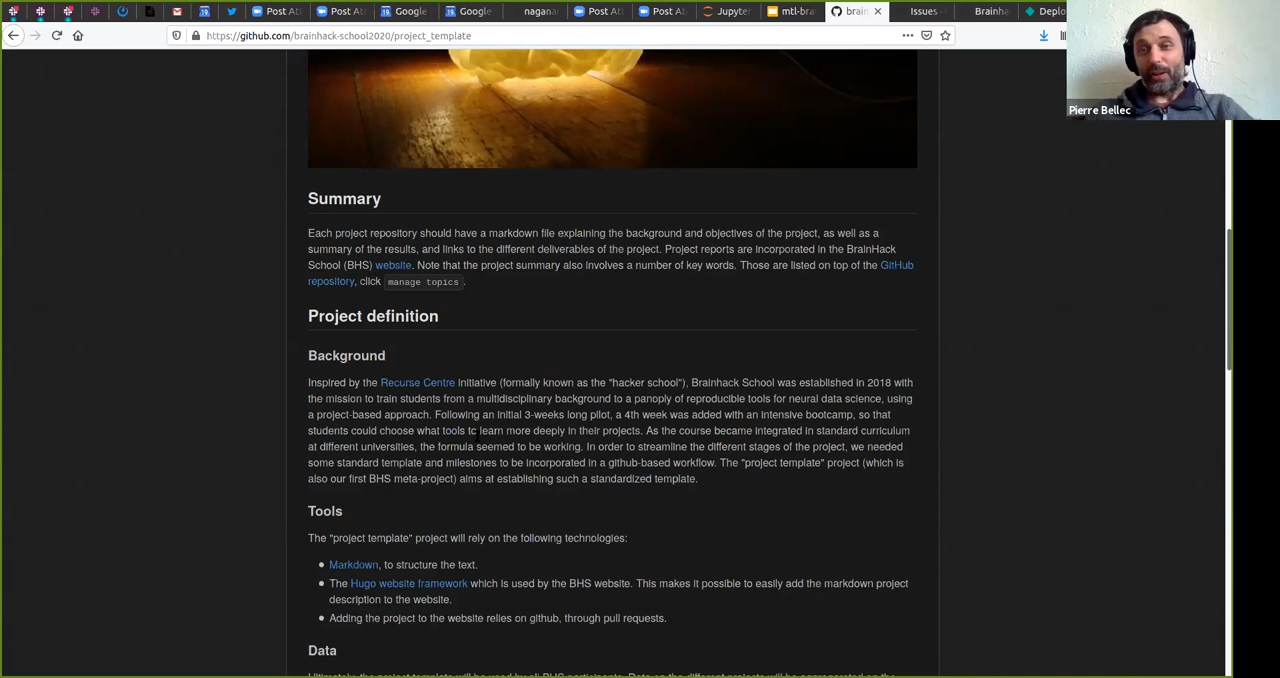 Post At
Post At
Google
Google
nagana
Post At
Post At
Jupyter
mtl-bra
brain
Issues
Brainha
Deplo
https://github.com/brainhack-school2020/project_template
Pierre Bellec
Summary
Each project repository should have a markdown file explaining the background and objectives of the project, as well as a
summary of the results, and links to the different deliverables of the project. Project reports are incorporated in the BrainHack
School (BHS) website. Note that the project summary also involves a number of key words. Those are listed on top of the GitHub
repository, click manage topics.
Project definition
Background
Inspired by the Recurse Centre initiative (formally known as the "hacker school"), Brainhack School was established in 2018 with
the mission to train students from a multidisciplinary background to a panoply of reproducible tools for neural data science, using
a project-based approach. Following an initial 3-weeks long pilot, a 4th week was added with an intensive bootcamp, so that
students could choose what tools to learn more deeply in their projects. As the course became integrated in standard curriculum
at different universities, the formula seemed to be working. In order to streamline the different stages of the project, we needed
some standard template and milestones to be incorporated in a github-based workflow. The "project template" project (which is
also our first BHS meta-project) aims at establishing such a standardized template.
Tools
The "project template" project will rely on the following technologies:
Markdown, to structure the text.
The Hugo website framework which is used by the BHS website. This makes it possible to easily add the markdown project
description to the website.
Adding the project to the website relies on github, through pull requests.
Data